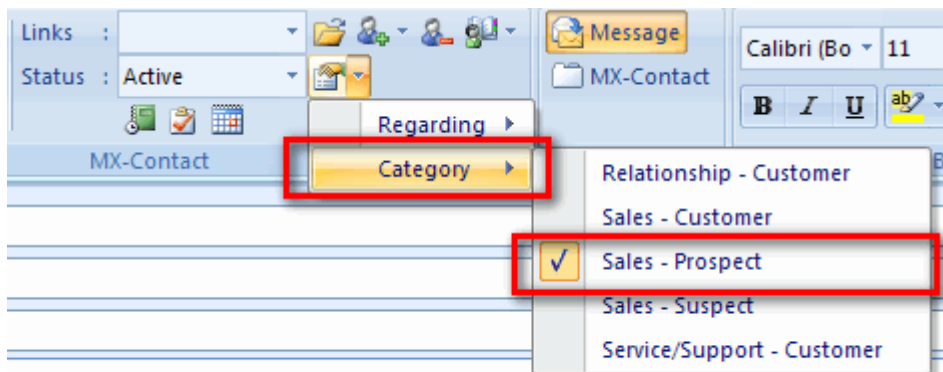 Links :
Status : Active
MX-Contact
Message
MX-Contact
Calibri (Bo 11
B I U ab
Regarding
Category
Relationship - Customer
Sales - Customer
Sales - Prospect
Sales - Suspect
Service/Support - Customer